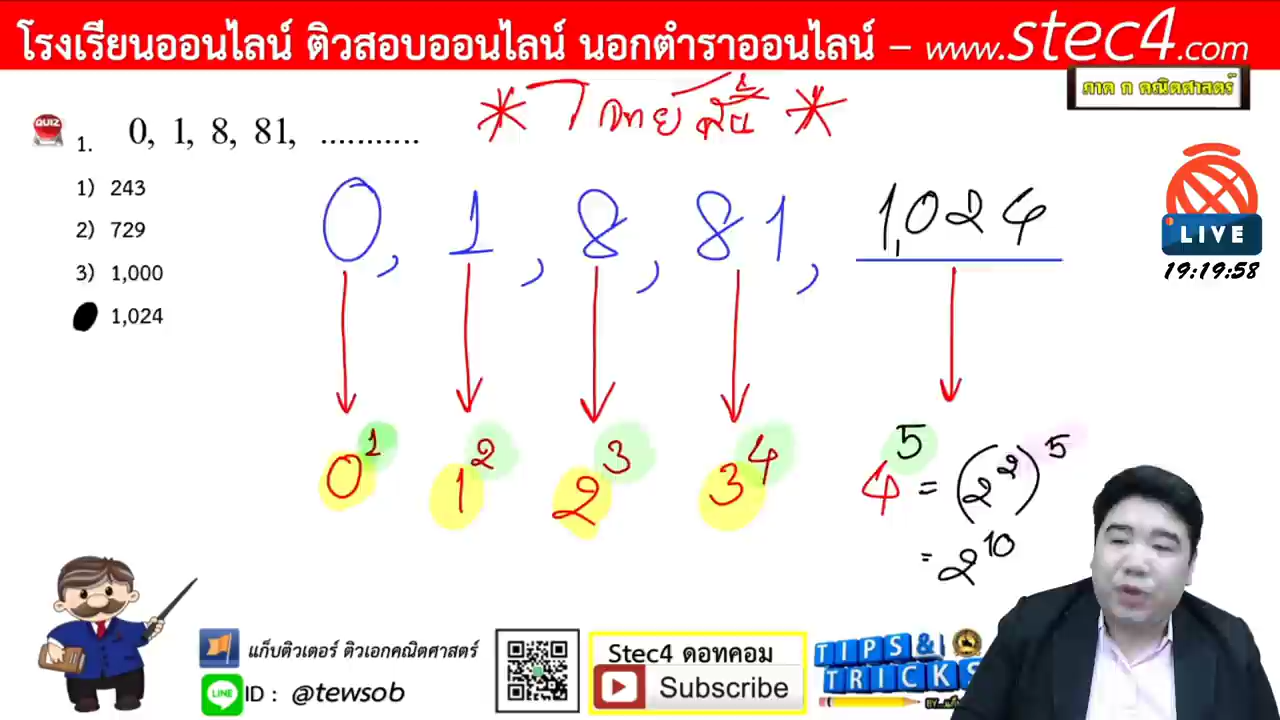 โรงเรียนออนไลน์ ติวสอบออนไลน์ นอกตำราออนไลน์ – www.stec4.com
ภาค ก คณิตศาสตร์
QUIZ
1. 0, 1, 8, 81, ...........
1) 243
2) 729
3) 1,000
1,024
0, 1, 8, 81, 1,024
0¹ 1² 2³ 3⁴ 4⁵ = (2²)⁵
= 2¹⁰
LIVE
19:19:58
แก๊บติวเตอร์ ติวเอกคณิตศาสตร์
LINE ID : @tewsob
Stec4 ดอทคอม
Subscribe
TIPS &
TRICKS